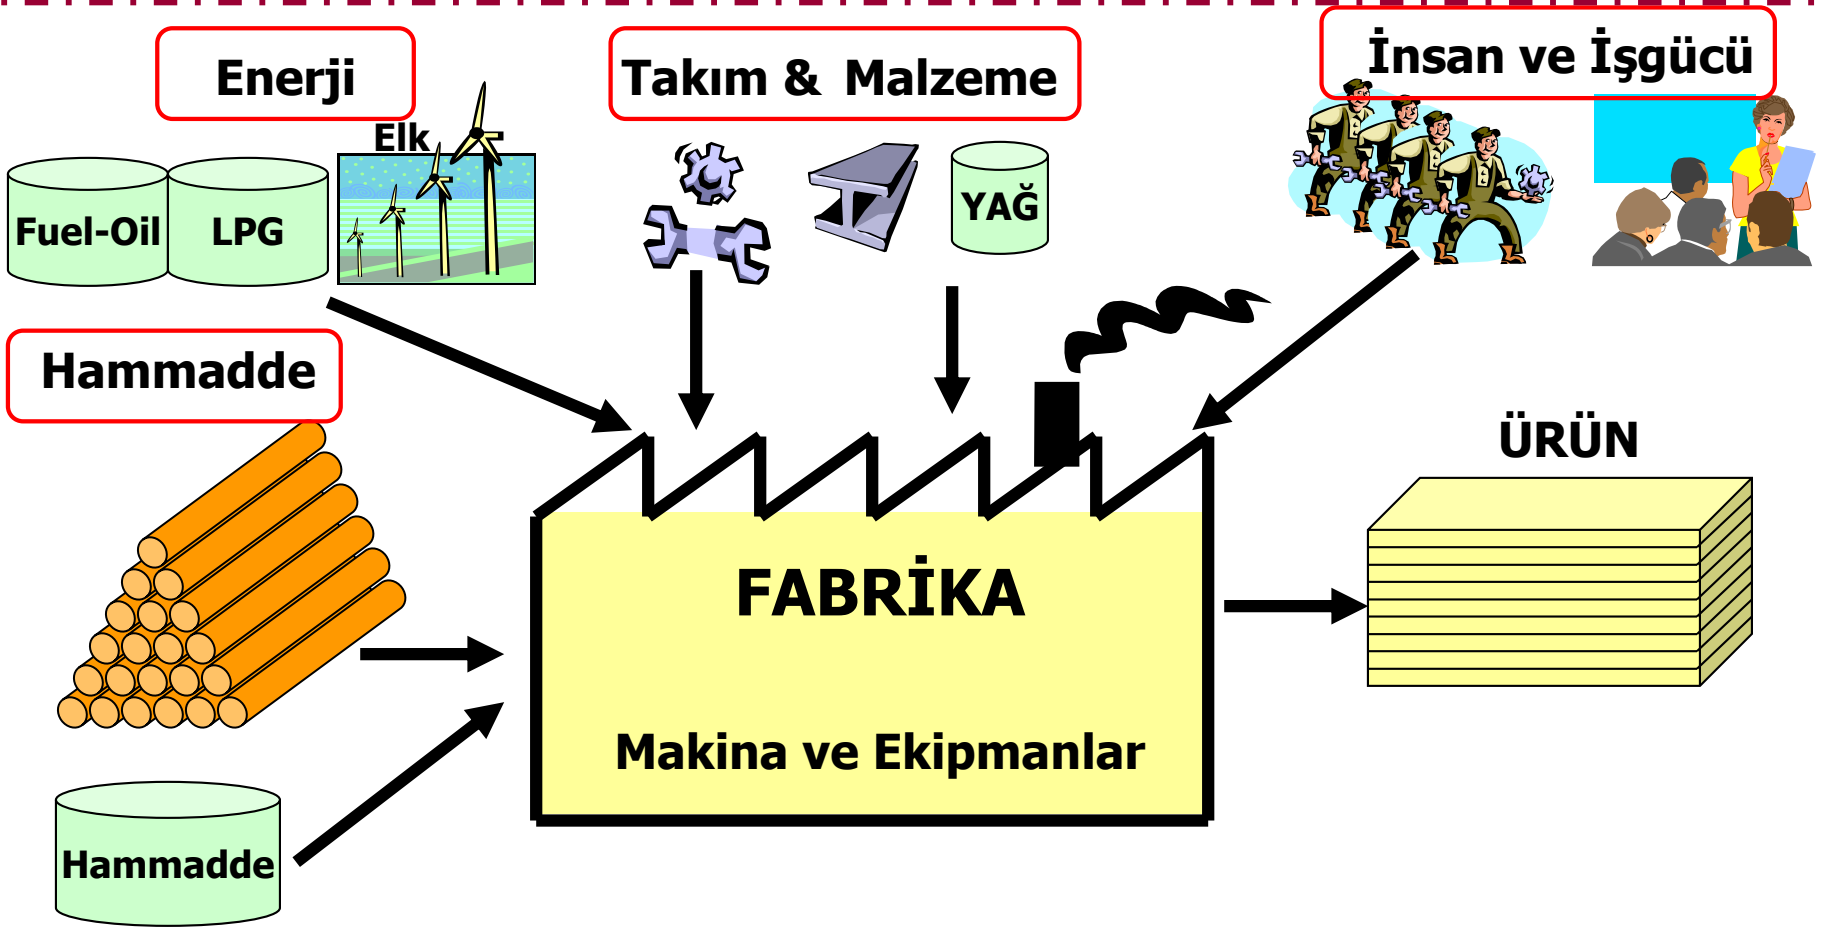 Enerji
Takım & Malzeme
İnsan ve İşgücü
Elk
Fuel-Oil
LPG
YAĞ
Hammadde
ÜRÜN
FABRİKA
Makina ve Ekipmanlar
Hammadde